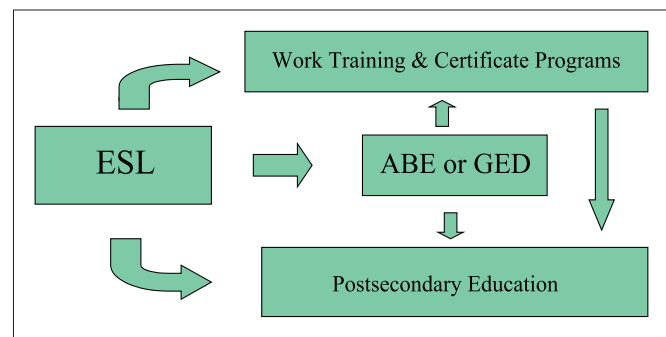 Work Training & Certificate Programs
ESL
ABE or GED
Postsecondary Education